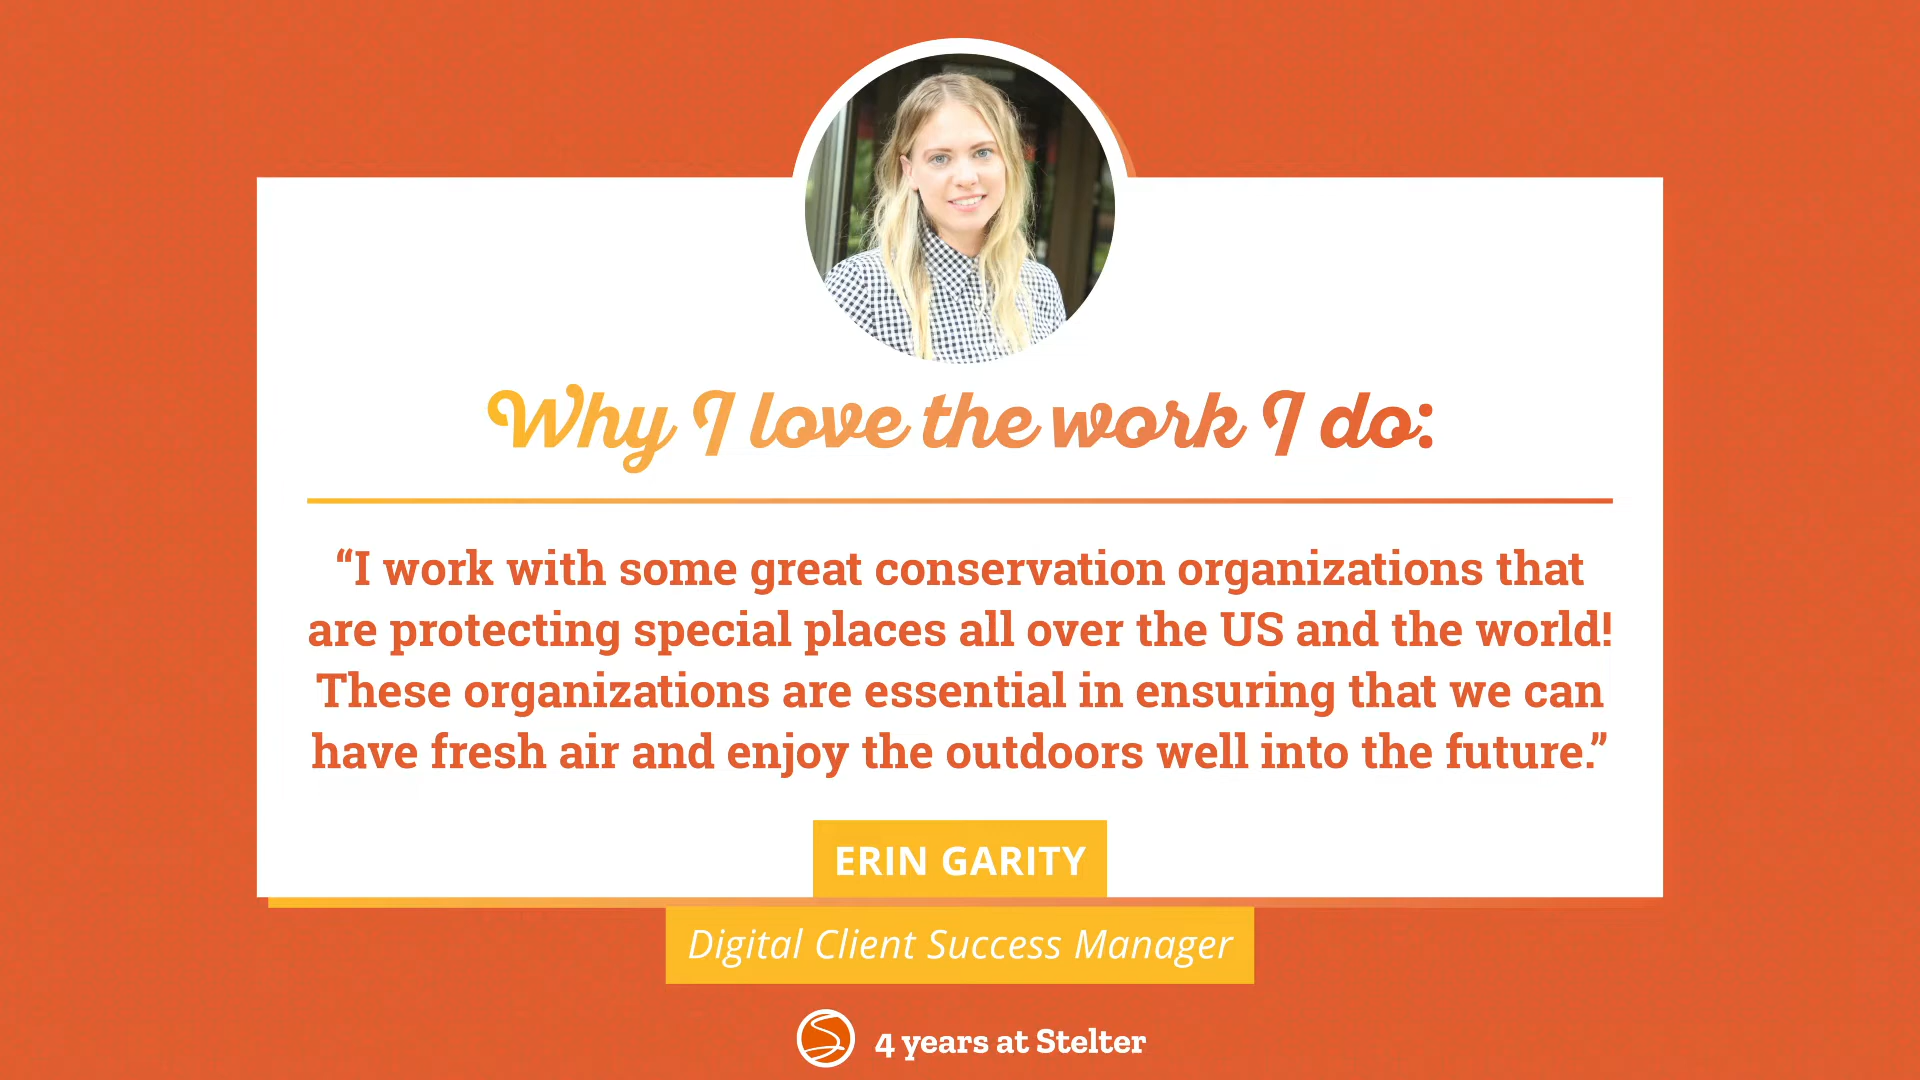 Why I love the work I do:
“I work with some great conservation organizations that
are protecting special places all over the US and the world!
These organizations are essential in ensuring that we can
have fresh air and enjoy the outdoors well into the future.”
ERIN GARITY
Digital Client Success Manager
4 years at Stelter